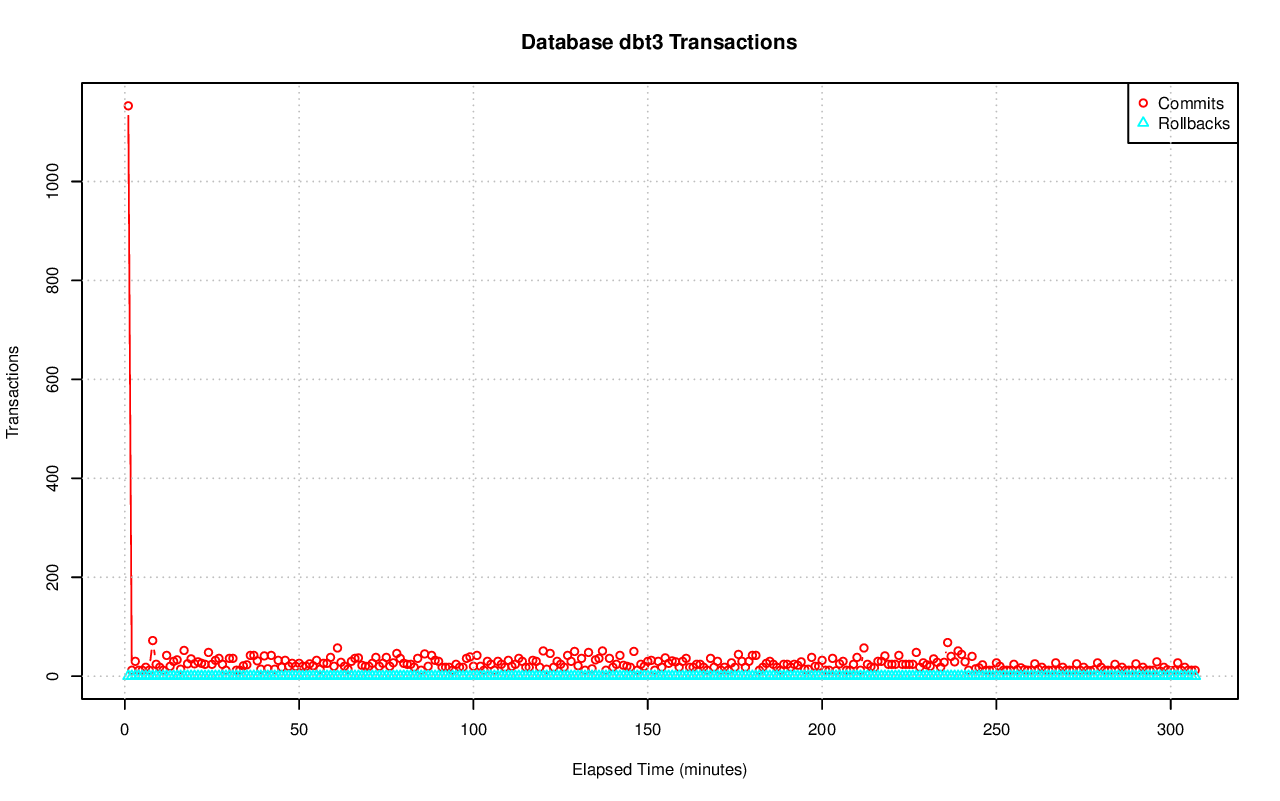 Database dbt3 Transactions
Commits
Rollbacks
Transactions
1000
800
600
400
200
0
0 50 100 150 200 250 300
Elapsed Time (minutes)